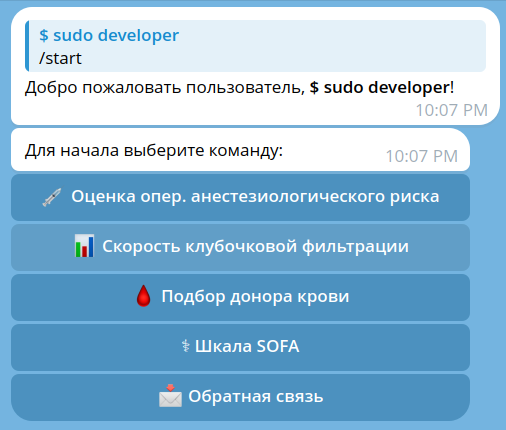 $ sudo developer
/start
Добро пожаловать пользователь, $ sudo developer!
10:07 PM
Для начала выберите команду:
10:07 PM
Оценка опер. анестезиологического риска
Скорость клубочковой фильтрации
Подбор донора крови
⚕ Шкала SOFA
Обратная связь